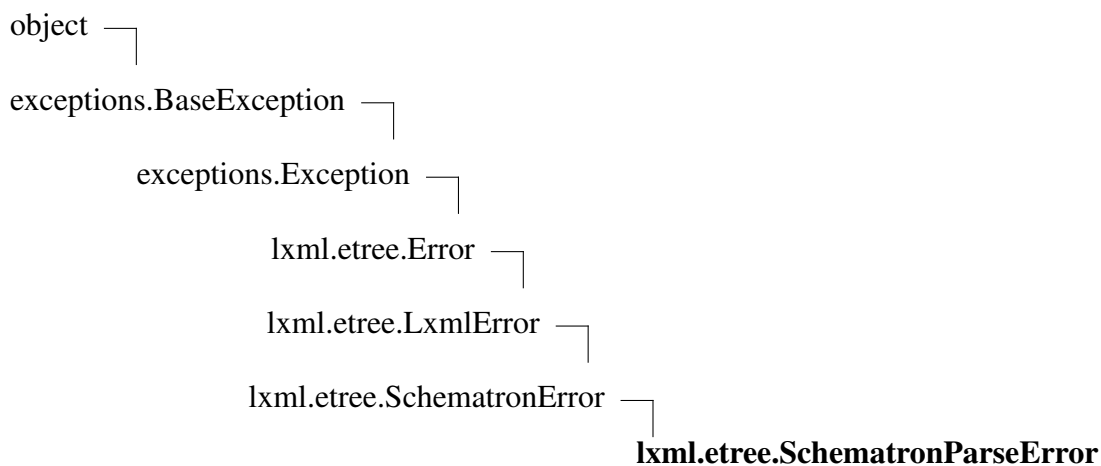 object
exceptions.BaseException
exceptions.Exception
lxml.etree.Error
lxml.etree.LxmlError
lxml.etree.SchematronError
lxml.etree.SchematronParseError